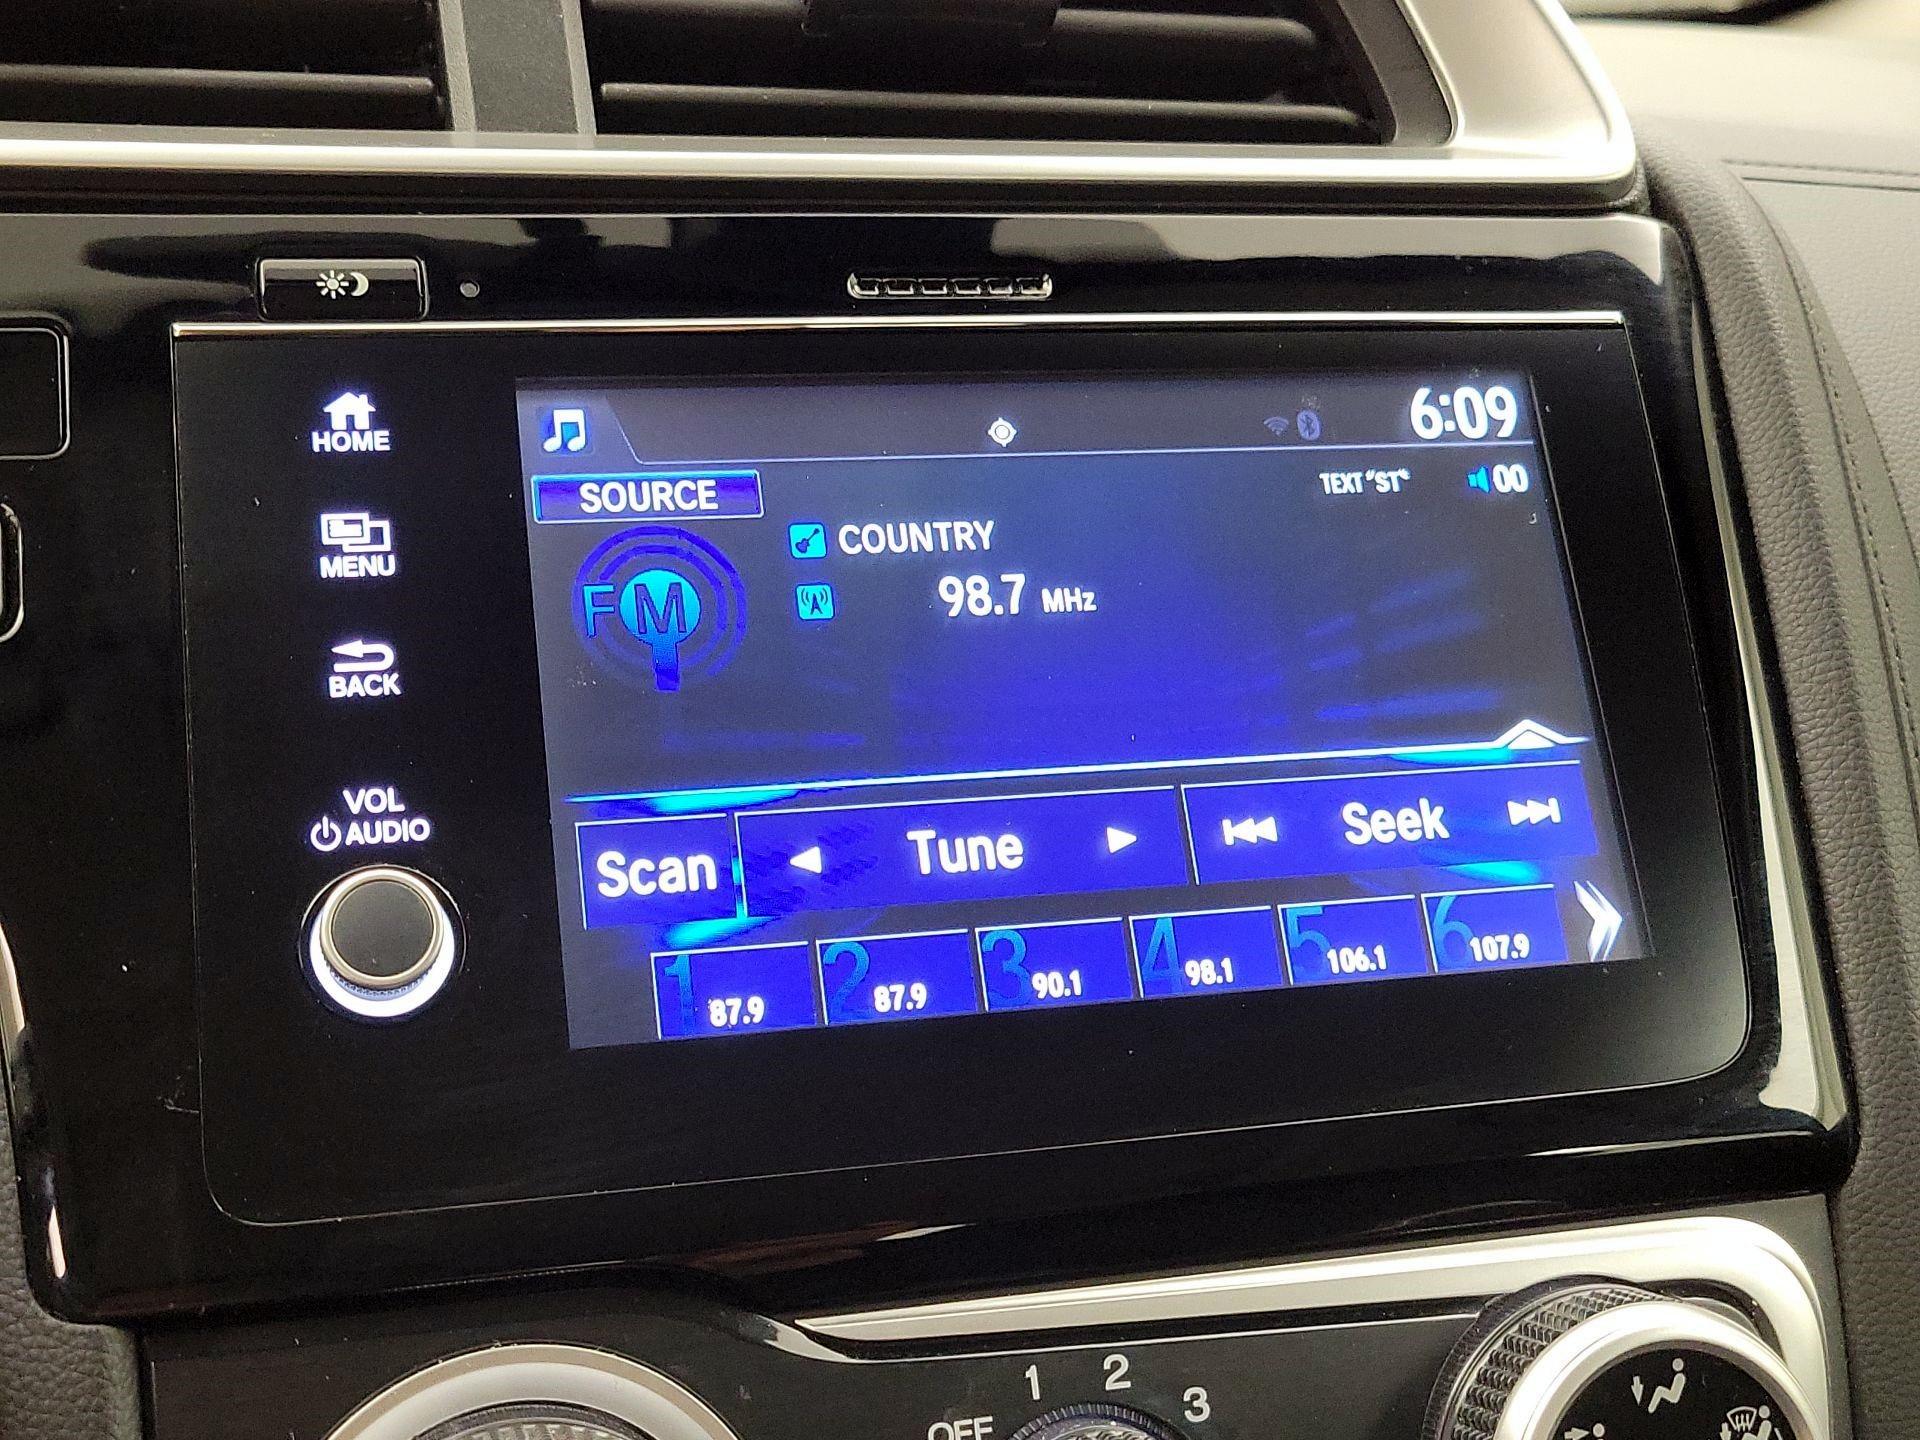 HOME
MENU
BACK
VOL
AUDIO
6:09
SOURCE
TEXT "ST"
00
COUNTRY
FM
98.7 MHz
Scan
Tune
Seek
1 87.9
2 87.9
3 90.1
4 98.1
5 106.1
6 107.9
OFF 1 2 3